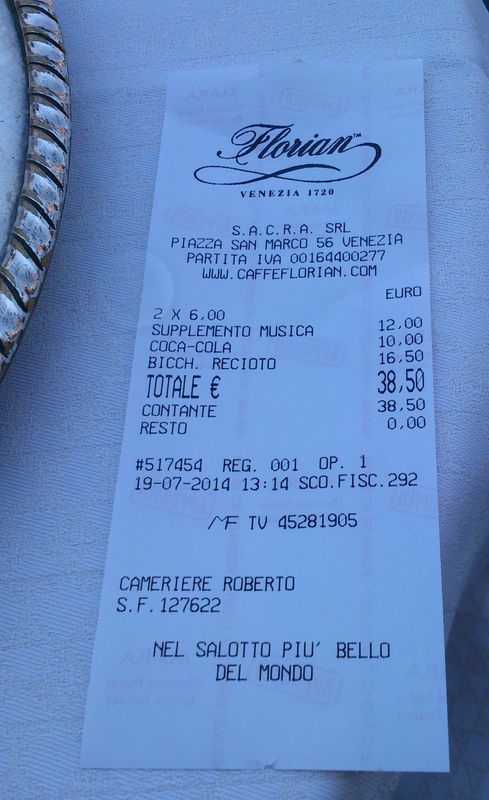 Florian™
VENEZIA 1720
S.A.C.R.A. SRL
PIAZZA SAN MARCO 56 VENEZIA
PARTITA IVA 00164400277
WWW.CAFFEFLORIAN.COM
EURO
2 X 6,00
SUPPLEMENTO MUSICA 12,00
COCA-COLA 10,00
BICCH. RECIOTO 16,50
TOTALE € 38,50
CONTANTE 38,50
RESTO 0,00
#517454 REG. 001 OP. 1
19-07-2014 13:14 SCO.FISC.292
MF TV 45281905
CAMERIERE ROBERTO
S.F.127622
NEL SALOTTO PIU' BELLO
DEL MONDO